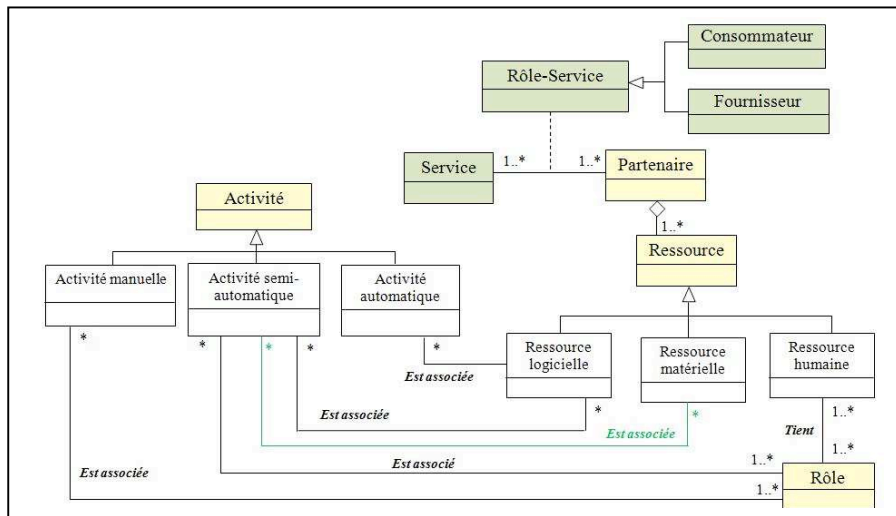 Consommateur
Rôle-Service
Fournisseur
Service
1..*
1..*
Partenaire
Activité
1..*
Ressource
Activité manuelle
Activité semi-
automatique
Activité
automatique
Ressource
logicielle
Ressource
matérielle
Ressource
humaine
*
*
*
*
*
Est associée
*
*
1..*
Est associée
Est associée
Tient
Est associée
Est associé
1..*
1..*
Rôle
1..*